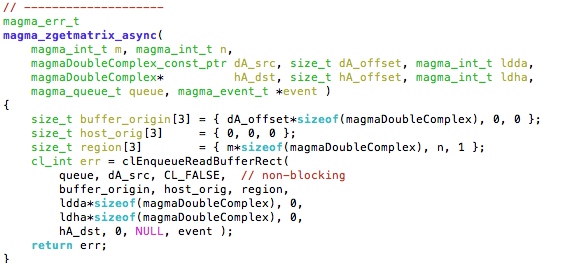 // --------------------
magma_err_t
magma_zgetmatrix_async(
    magma_int_t m, magma_int_t n,
    magmaDoubleComplex_const_ptr dA_src, size_t dA_offset, magma_int_t ldda,
    magmaDoubleComplex*          hA_dst, size_t hA_offset, magma_int_t ldha,
    magma_queue_t queue, magma_event_t *event )
{
    size_t buffer_origin[3] = { dA_offset*sizeof(magmaDoubleComplex), 0, 0 };
    size_t host_orig[3]     = { 0, 0, 0 };
    size_t region[3]        = { m*sizeof(magmaDoubleComplex), n, 1 };
    cl_int err = clEnqueueReadBufferRect(
        queue, dA_src, CL_FALSE,  // non-blocking
        buffer_origin, host_orig, region,
        ldda*sizeof(magmaDoubleComplex), 0,
        ldha*sizeof(magmaDoubleComplex), 0,
        hA_dst, 0, NULL, event );
    return err;
}